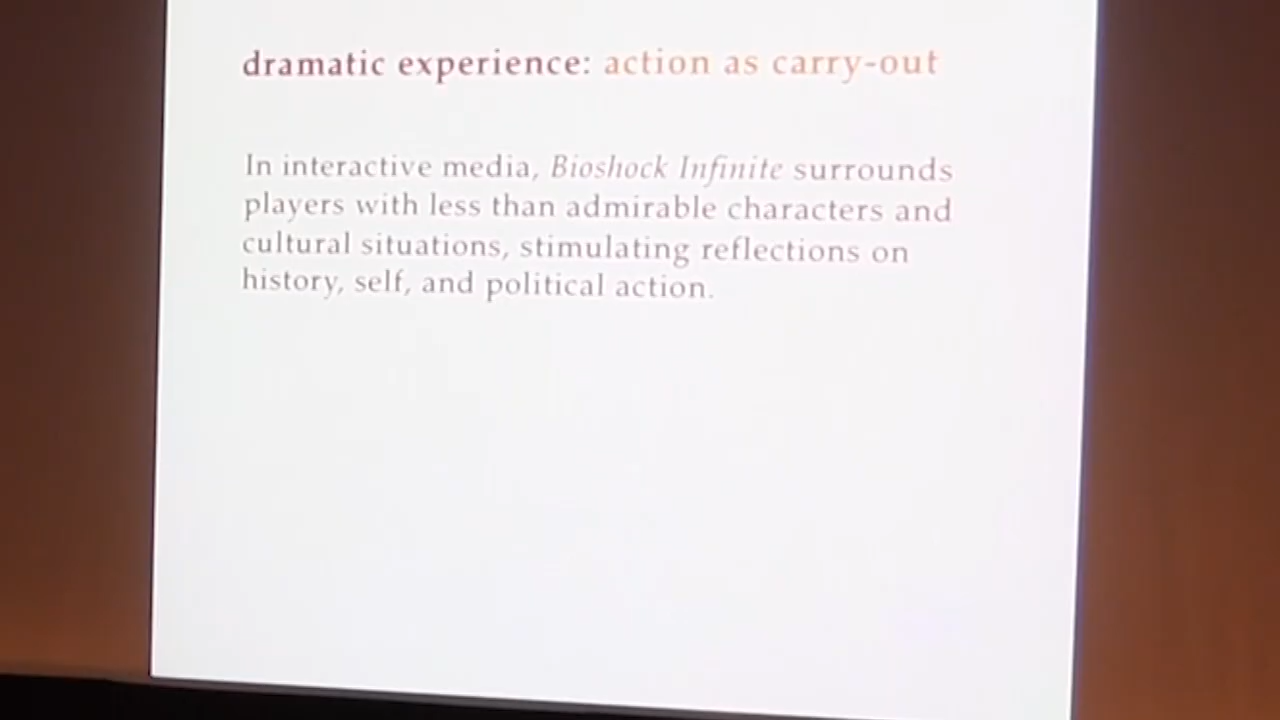 dramatic experience: action as carry-out
In interactive media, Bioshock Infinite surrounds
players with less than admirable characters and
cultural situations, stimulating reflections on
history, self, and political action.